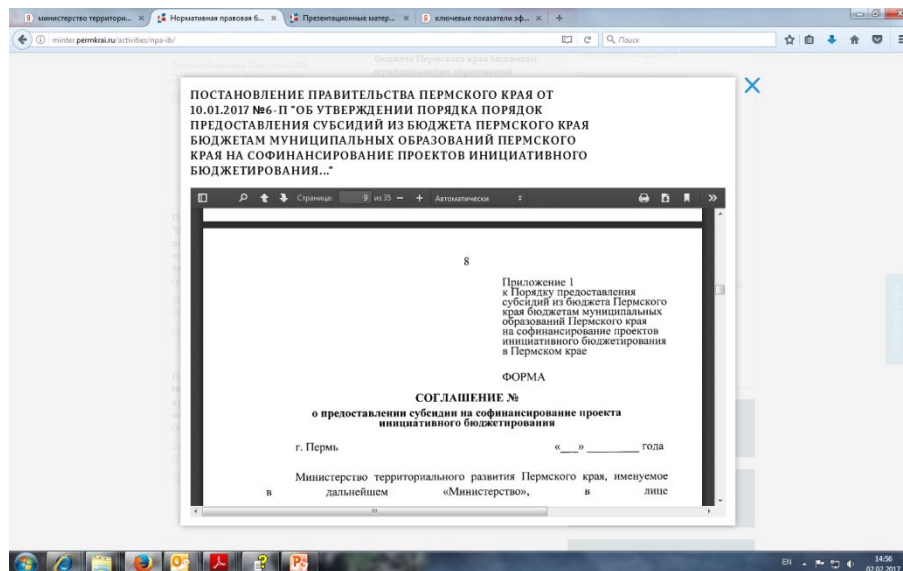 министерство территори...
Нормативная правовая б...
Презентационные матер...
ключевые показатели эф...
minter.permkrai.ru/activities/npa-ib/
Поиск
ПОСТАНОВЛЕНИЕ ПРАВИТЕЛЬСТВА ПЕРМСКОГО КРАЯ ОТ
10.01.2017 №6-П "ОБ УТВЕРЖДЕНИИ ПОРЯДКА ПОРЯДОК
ПРЕДОСТАВЛЕНИЯ СУБСИДИЙ ИЗ БЮДЖЕТА ПЕРМСКОГО КРАЯ
БЮДЖЕТАМ МУНИЦИПАЛЬНЫХ ОБРАЗОВАНИЙ ПЕРМСКОГО
КРАЯ НА СОФИНАНСИРОВАНИЕ ПРОЕКТОВ ИНИЦИАТИВНОГО
БЮДЖЕТИРОВАНИЯ..."
Страница: 9 из 35 Автоматически
8
Приложение 1
к Порядку предоставления
субсидий из бюджета Пермского
края бюджетам муниципальных
образований Пермского края
на софинансирование проектов
инициативного бюджетирования
в Пермском крае
ФОРМА
СОГЛАШЕНИЕ №
о предоставлении субсидии на софинансирование проекта
инициативного бюджетирования
г. Пермь «___» ________ года
Министерство территориального развития Пермского края, именуемое
в дальнейшем «Министерство», в лице
EN
14:56
02.02.2017